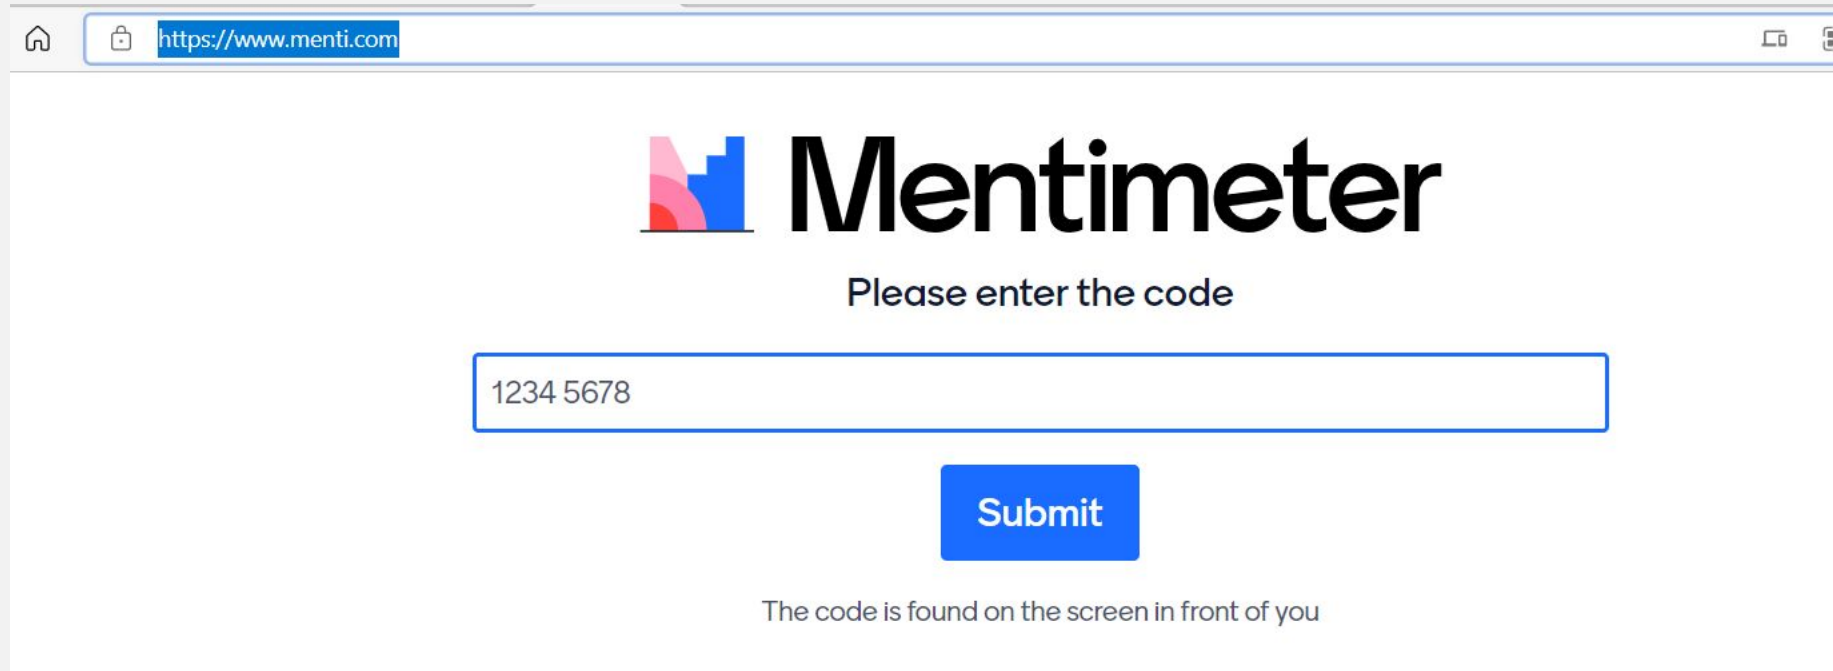 https://www.menti.com
Mentimeter
Please enter the code
1234 5678
Submit
The code is found on the screen in front of you